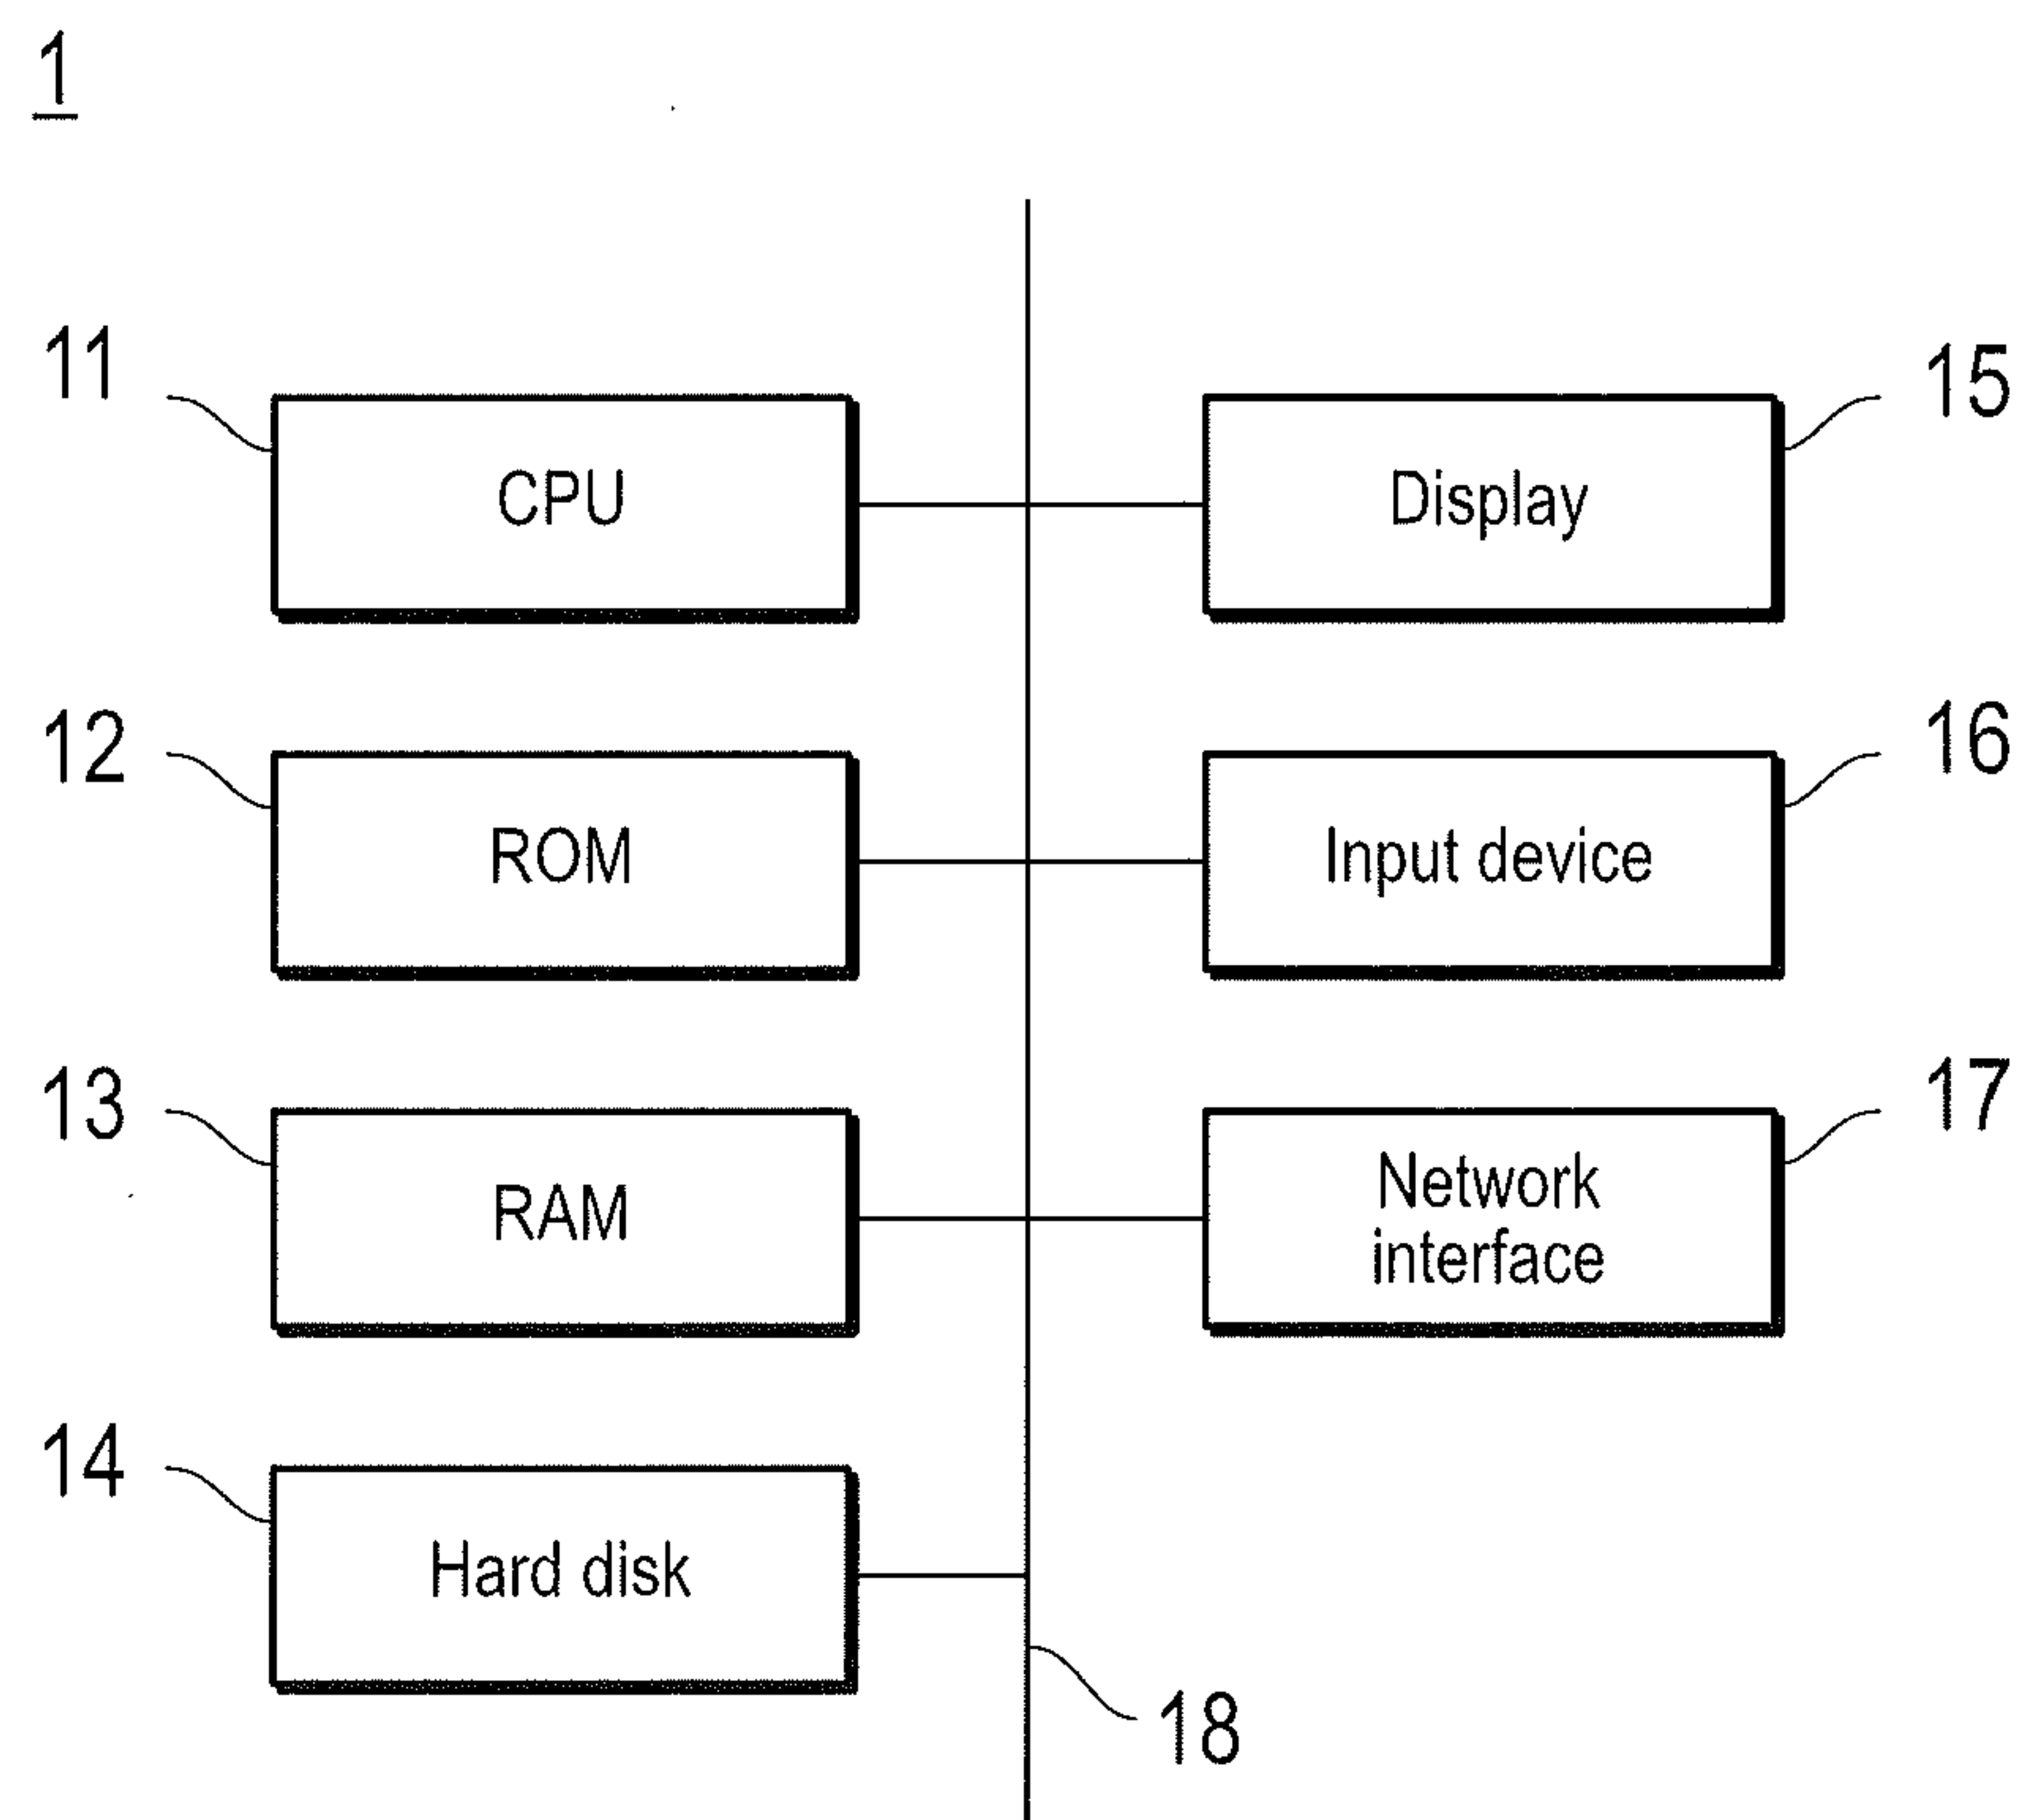 1
11
CPU
15
Display
12
ROM
16
Input device
13
RAM
17
Network
interface
14
Hard disk
18